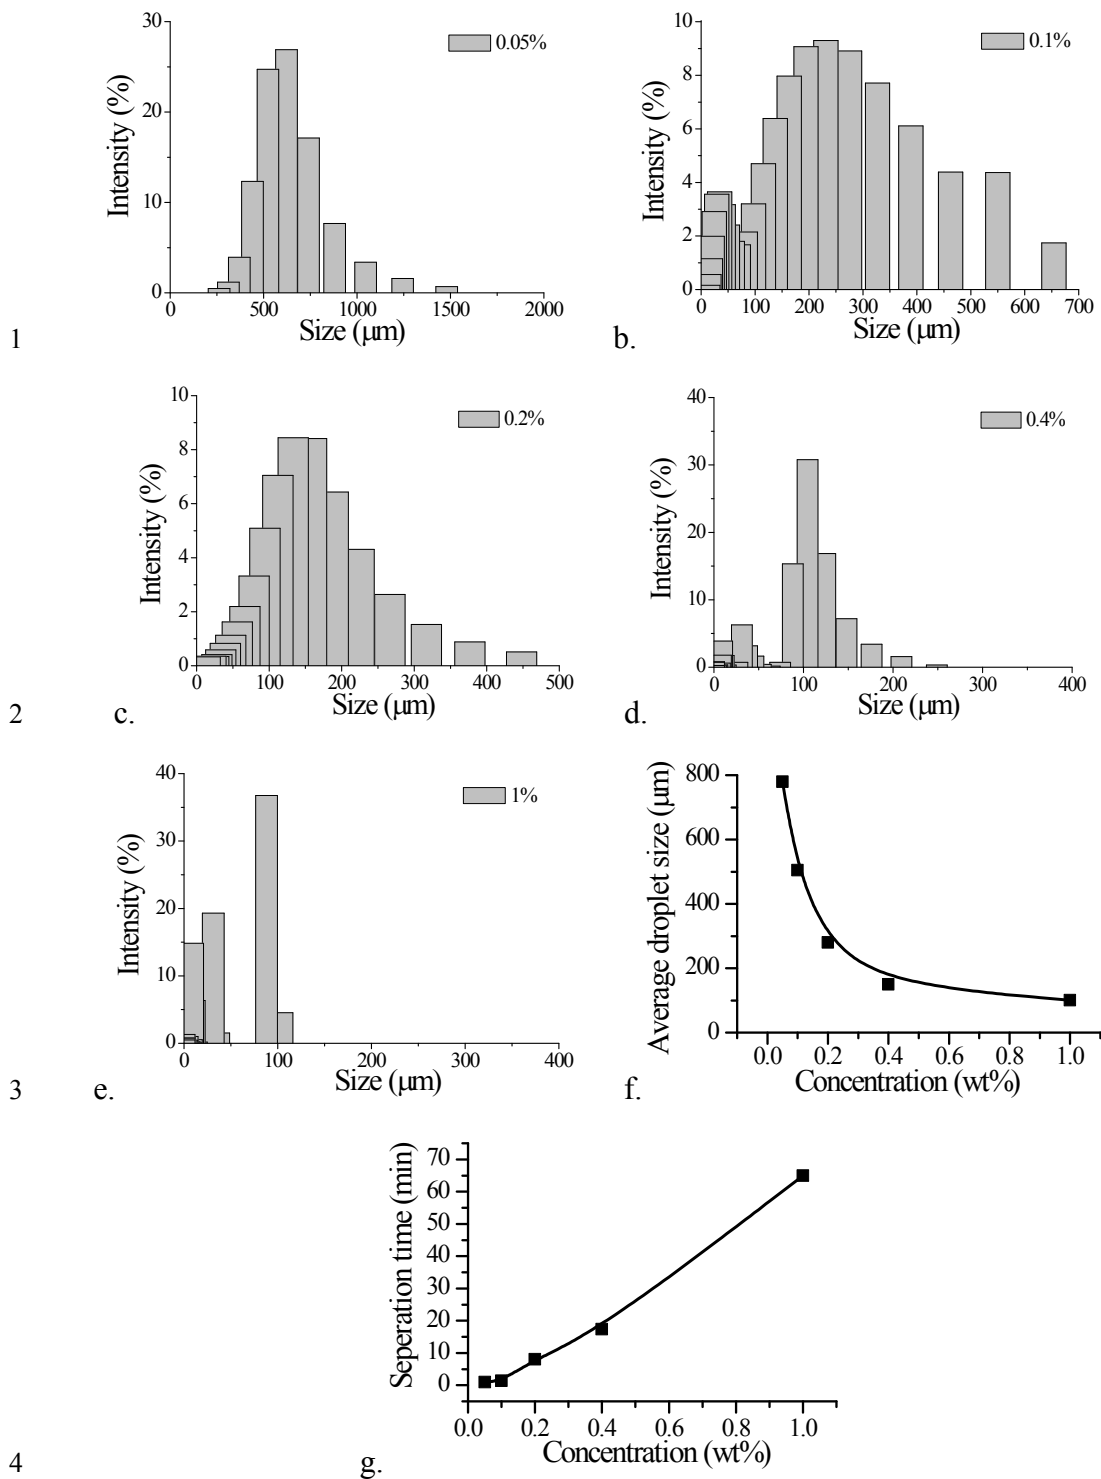 30
20
10
0
Intensity (%)
0.05%
0 500 1000 1500 2000
Size (μm)
1
10
8
6
4
2
0
Intensity (%)
0.1%
0 100 200 300 400 500 600 700
Size (μm)
b.
10
8
6
4
2
0
Intensity (%)
0.2%
0 100 200 300 400 500
Size (μm)
2 c.
40
30
20
10
0
Intensity (%)
0.4%
0 100 200 300 400
Size (μm)
d.
40
30
20
10
0
Intensity (%)
1%
0 100 200 300 400
Size (μm)
3 e.
800
600
400
200
0
Average droplet size (μm)
0.0 0.2 0.4 0.6 0.8 1.0
Concentration (wt%)
f.
70
60
50
40
30
20
10
0
Seperation time (min)
0.0 0.2 0.4 0.6 0.8 1.0
Concentration (wt%)
4 g.